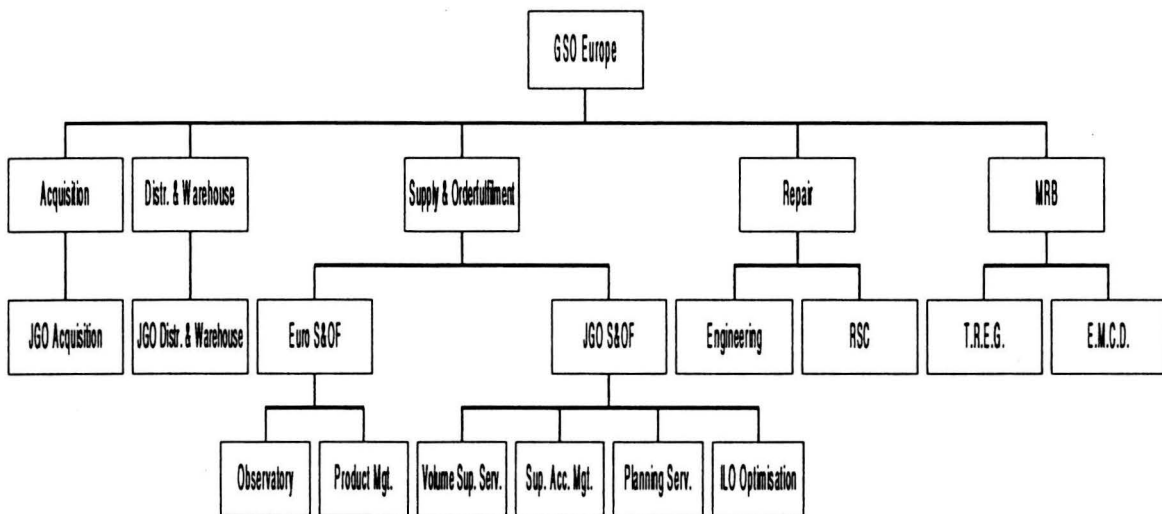 GSO Europe
Acquisition
Distr. & Warehouse
Supply & Orderfulfilment
Repair
MRB
JGO Acquisition
JGO Distr. & Warehouse
Euro S&OF
JGO S&OF
Engineering
RSC
T.R.E.G.
E.M.C.D.
Observatory
Product Mgt.
Volume Sup. Serv.
Sup. Acc. Mgt.
Planning Serv.
ILO Optimisation